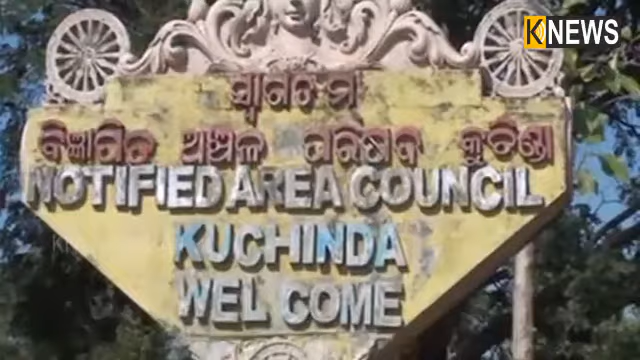 KNEWS
ସ୍ୱାଗତମ
ବିଜ୍ଞାପିତ ଅଞ୍ଚଳ ପରିଷଦ କୁଚିଣ୍ଡା
NOTIFIED AREA COUNCIL
KUCHINDA
WEL COME